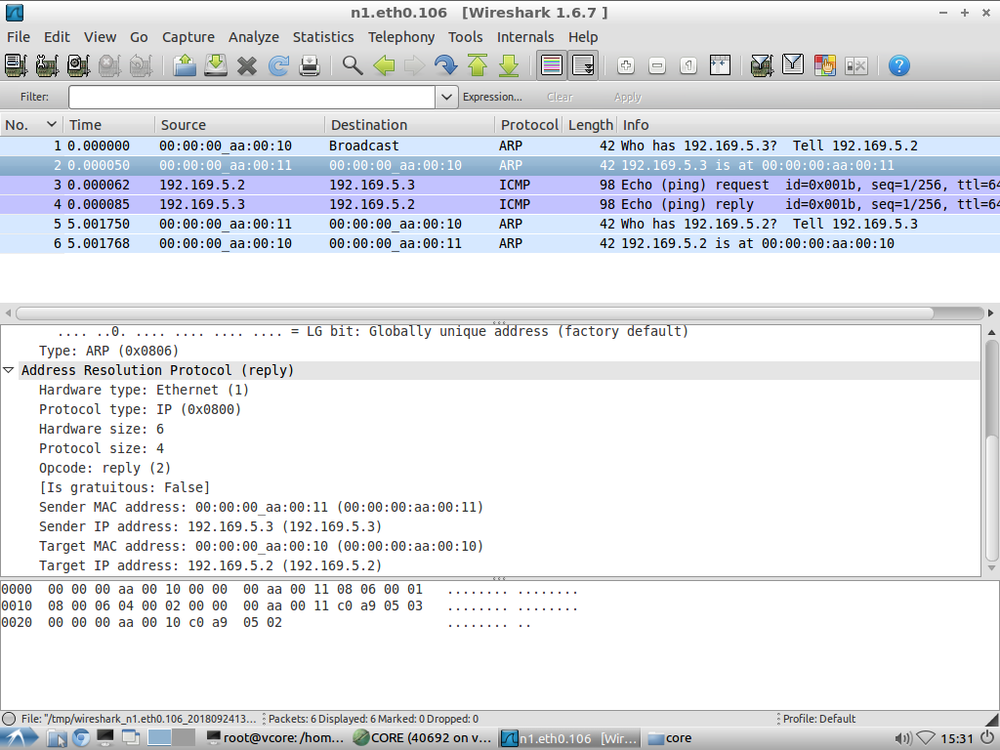 n1.eth0.106   [Wireshark 1.6.7 ]
File Edit View Go Capture Analyze Statistics Telephony Tools Internals Help
Filter: Expression... Clear Apply
No. Time Source Destination Protocol Length Info
1 0.000000 00:00:00_aa:00:10 Broadcast ARP 42 Who has 192.169.5.3?  Tell 192.169.5.2
2 0.000050 00:00:00_aa:00:11 00:00:00_aa:00:10 ARP 42 192.169.5.3 is at 00:00:00:aa:00:11
3 0.000062 192.169.5.2 192.169.5.3 ICMP 98 Echo (ping) request  id=0x001b, seq=1/256, ttl=64
4 0.000085 192.169.5.3 192.169.5.2 ICMP 98 Echo (ping) reply    id=0x001b, seq=1/256, ttl=64
5 5.001750 00:00:00_aa:00:11 00:00:00_aa:00:10 ARP 42 Who has 192.169.5.2?  Tell 192.169.5.3
6 5.001768 00:00:00_aa:00:10 00:00:00_aa:00:11 ARP 42 192.169.5.2 is at 00:00:00:aa:00:10
.... ..0. .... .... .... .... = LG bit: Globally unique address (factory default)
Type: ARP (0x0806)
Address Resolution Protocol (reply)
Hardware type: Ethernet (1)
Protocol type: IP (0x0800)
Hardware size: 6
Protocol size: 4
Opcode: reply (2)
[Is gratuitous: False]
Sender MAC address: 00:00:00_aa:00:11 (00:00:00:aa:00:11)
Sender IP address: 192.169.5.3 (192.169.5.3)
Target MAC address: 00:00:00_aa:00:10 (00:00:00:aa:00:10)
Target IP address: 192.169.5.2 (192.169.5.2)
0000  00 00 00 aa 00 10 00 00  00 aa 00 11 08 06 00 01   ........ ........
0010  08 00 06 04 00 02 00 00  00 aa 00 11 c0 a9 05 03   ........ ........
0020  00 00 00 aa 00 10 c0 a9  05 02                     ........ ..
File: "/tmp/wireshark_n1.eth0.106_2018092413... Packets: 6 Displayed: 6 Marked: 0 Dropped: 0 Profile: Default
root@vcore: /hom... CORE (40692 on v... n1.eth0.106   [Wir... core 15:31